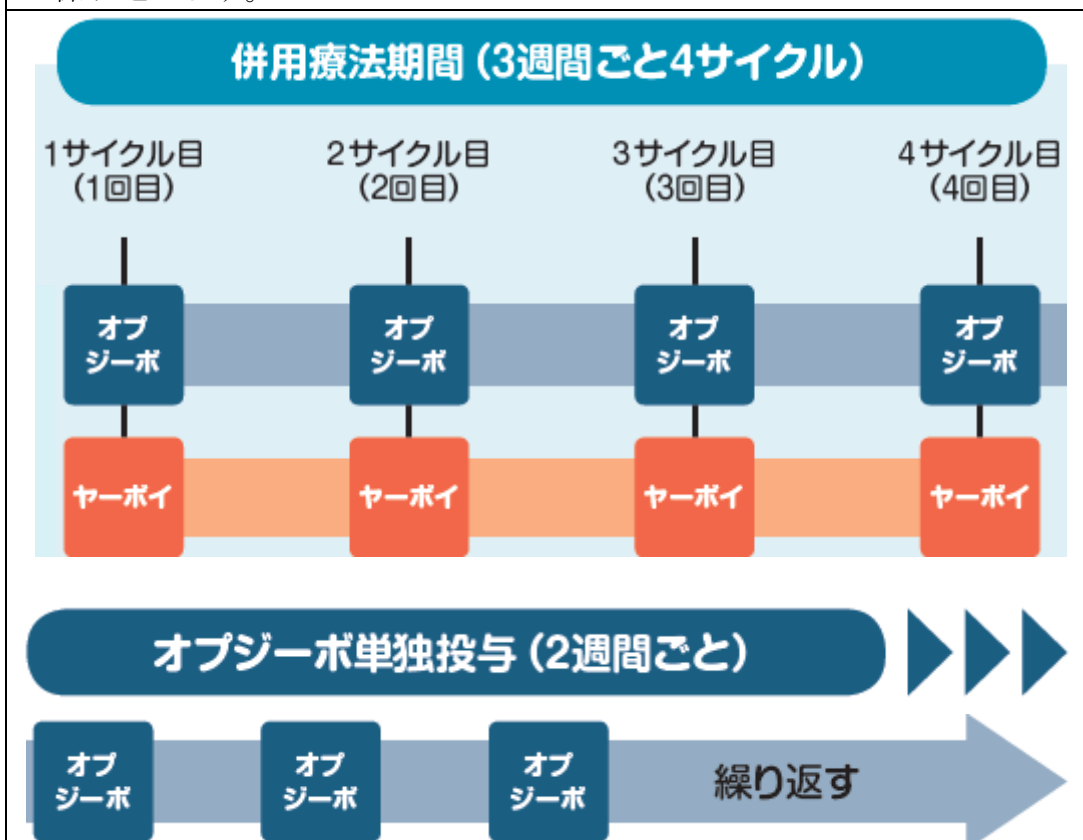 併用療法期間（3週間ごと4サイクル）
1サイクル目
（1回目）
2サイクル目
（2回目）
3サイクル目
（3回目）
4サイクル目
（4回目）
オプ
ジーボ
オプ
ジーボ
オプ
ジーボ
オプ
ジーボ
ヤーボイ
ヤーボイ
ヤーボイ
ヤーボイ
オプジーボ単独投与（2週間ごと）
オプ
ジーボ
オプ
ジーボ
オプ
ジーボ
繰り返す